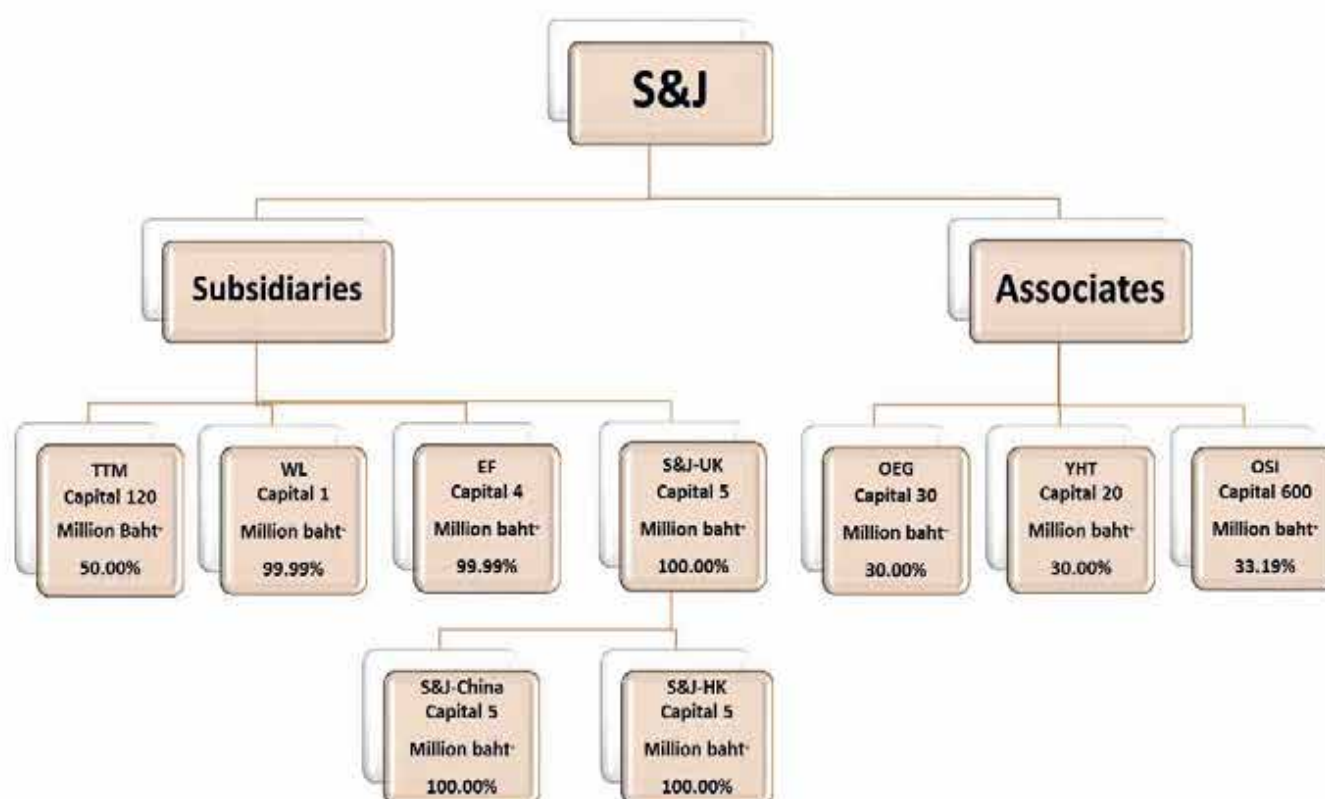 S&J
Subsidiaries
Associates
TTM
Capital 120
Million Baht
50.00%
WL
Capital 1
Million baht
99.99%
EF
Capital 4
Million baht
99.99%
S&J-UK
Capital 5
Million baht
100.00%
OEG
Capital 30
Million baht
30.00%
YHT
Capital 20
Million baht
30.00%
OSI
Capital 600
Million baht
33.19%
S&J-China
Capital 5
Million baht
100.00%
S&J-HK
Capital 5
Million baht
100.00%